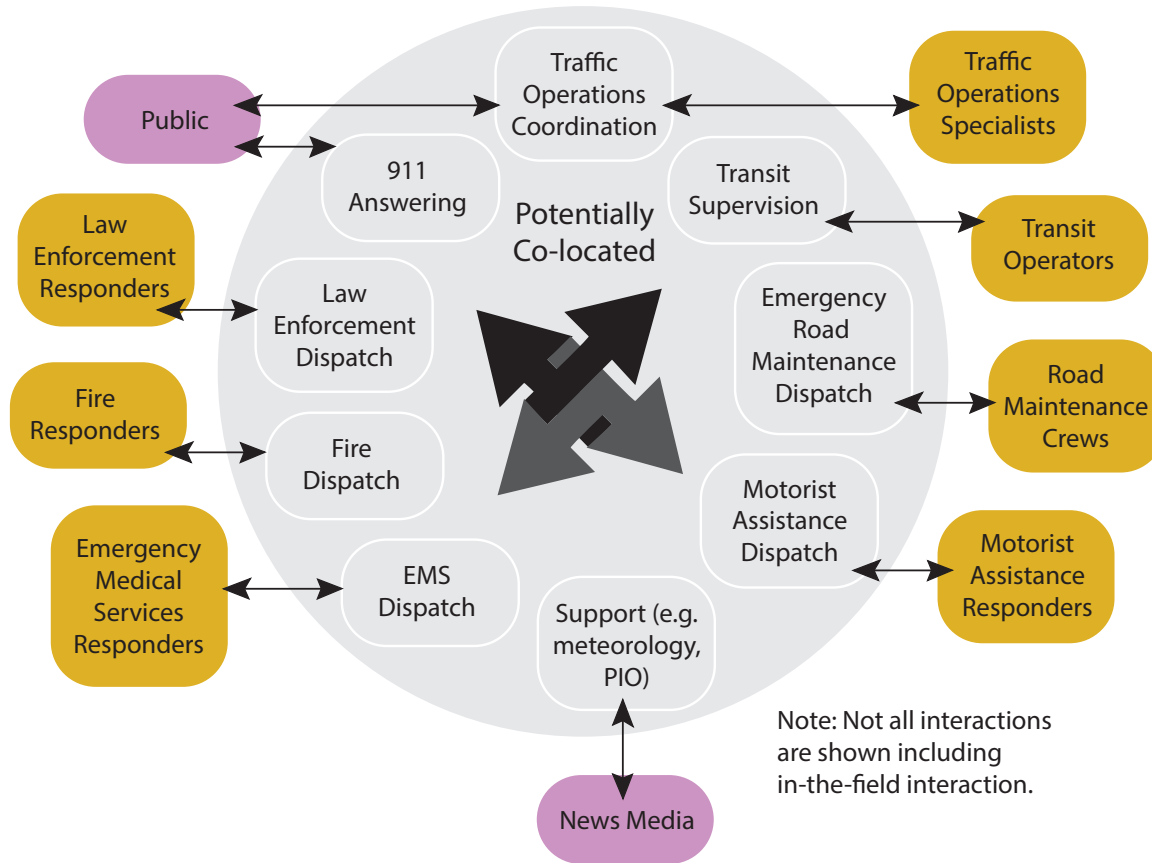 Public
Traffic
Operations
Coordination
Traffic
Operations
Specialists
911
Answering
Transit
Supervision
Potentially
Co-located
Transit
Operators
Law
Enforcement
Responders
Law
Enforcement
Dispatch
Emergency
Road
Maintenance
Dispatch
Road
Maintenance
Crews
Fire
Responders
Fire
Dispatch
Motorist
Assistance
Dispatch
Motorist
Assistance
Responders
Emergency
Medical
Services
Responders
EMS
Dispatch
Support (e.g.
meteorology,
PIO)
Note: Not all interactions
are shown including
in-the-field interaction.
News Media